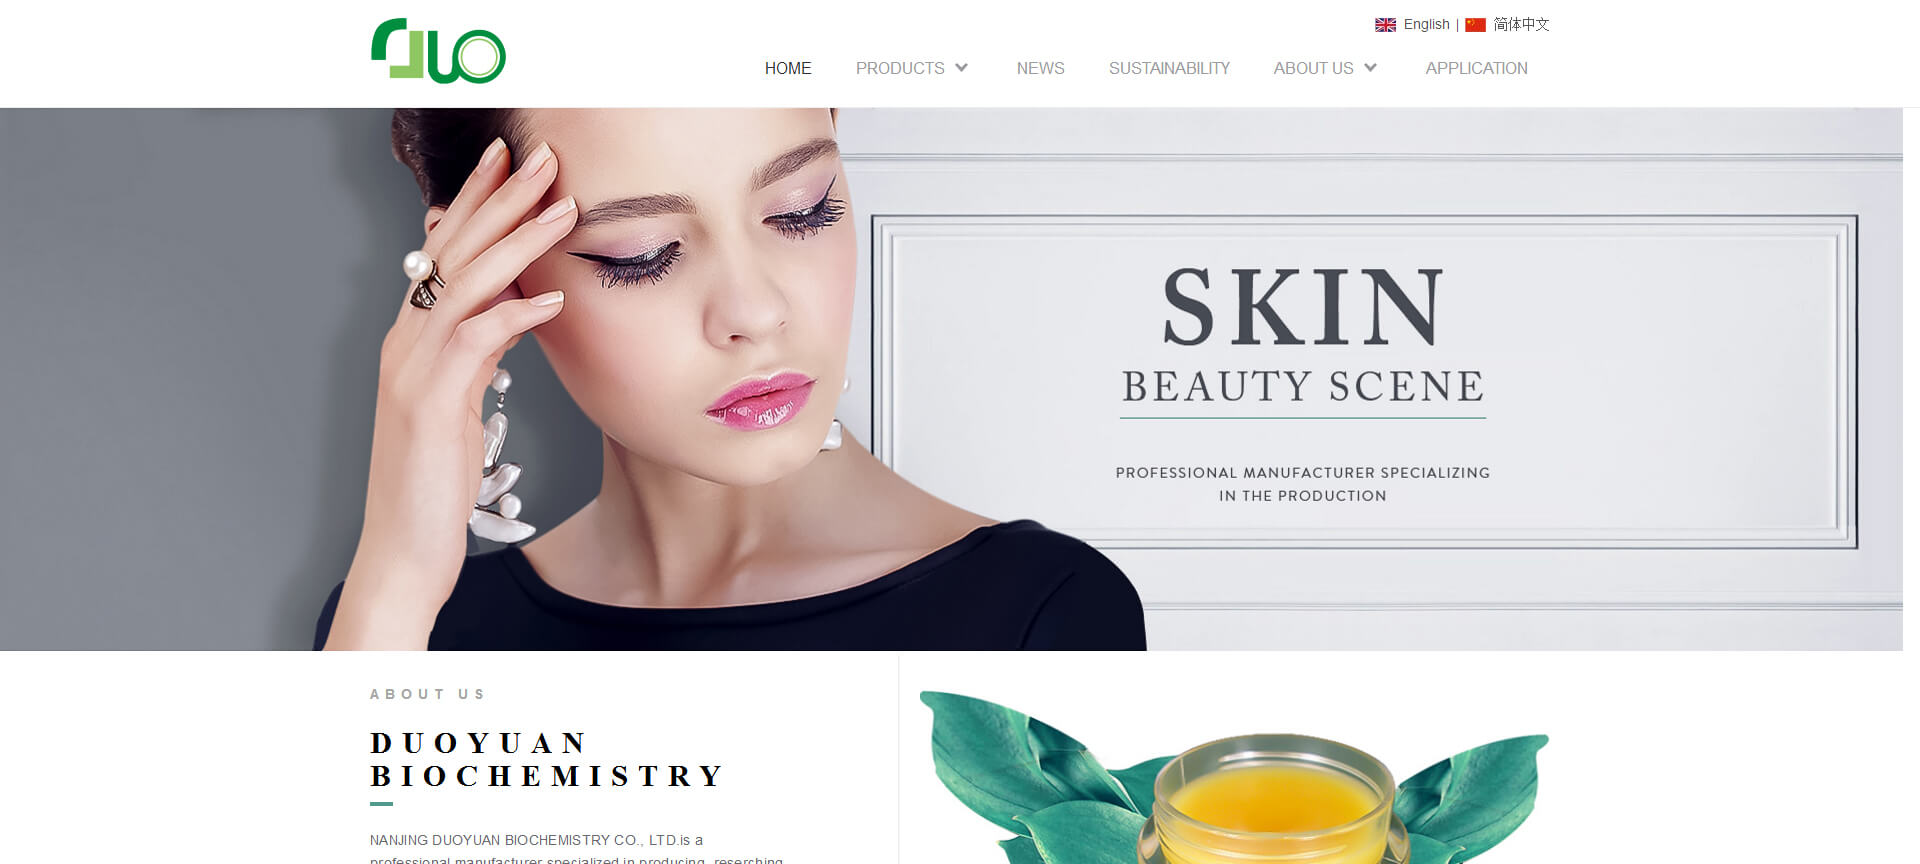 English | 简体中文
HOME PRODUCTS NEWS SUSTAINABILITY ABOUT US APPLICATION
SKIN
BEAUTY SCENE
PROFESSIONAL MANUFACTURER SPECIALIZING
IN THE PRODUCTION
ABOUT US
DUOYUAN
BIOCHEMISTRY
NANJING DUOYUAN BIOCHEMISTRY CO., LTD.is a
professional manufacturer specialized in producing, reserching